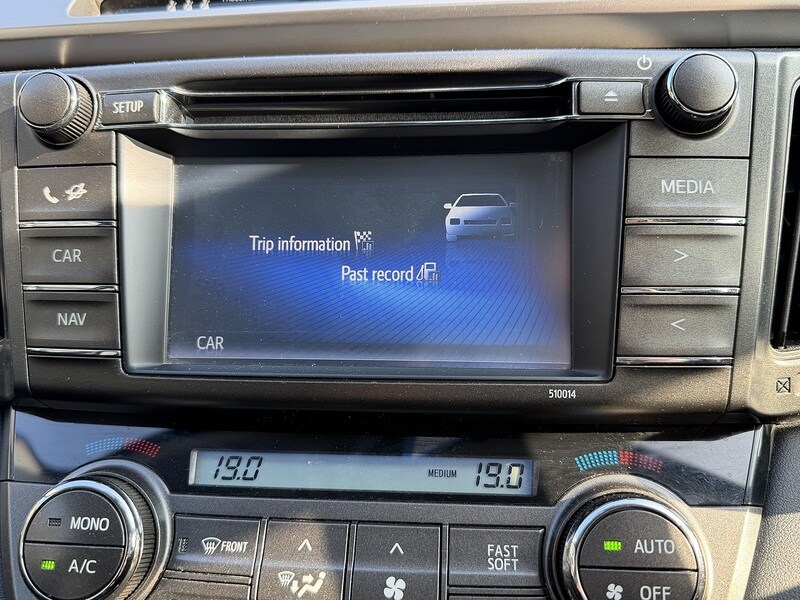 SETUP
MEDIA
CAR
NAV
>
<
Trip information
Past record
CAR
510014
19.0
MEDIUM 19.0
MONO
A/C
FRONT
FAST
SOFT
AUTO
OFF